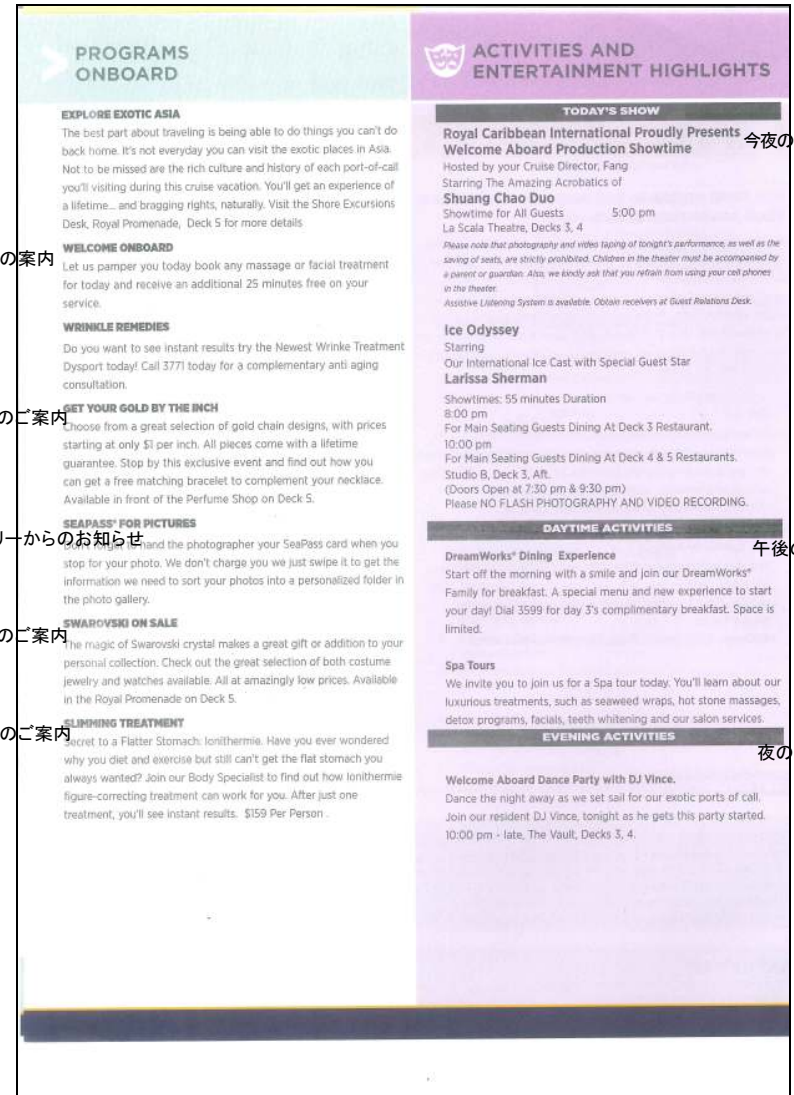 PROGRAMS
ONBOARD
EXPLORE EXOTIC ASIA
The best part about traveling is being able to do things you can't do
back home. It's not everyday you can visit the exotic places in Asia.
Not to be missed are the rich culture and history of each port-of-call
you'll visiting during this cruise vacation. You'll get an experience of
a lifetime... and bragging rights, naturally. Visit the Shore Excursions
Desk, Royal Promenade, Deck 5 for more details
の案内
WELCOME ONBOARD
Let us pamper you today book any massage or facial treatment
for today and receive an additional 25 minutes free on your
service.
WRINKLE REMEDIES
Do you want to see instant results try the Newest Wrinke Treatment
Dysport today! Call 3771 today for a complementary anti aging
consultation.
のご案内
GET YOUR GOLD BY THE INCH
Choose from a great selection of gold chain designs, with prices
starting at only $1 per inch. All pieces come with a lifetime
guarantee. Stop by this exclusive event and find out how you
can get a free matching bracelet to complement your necklace.
Available in front of the Perfume Shop on Deck 5.
SEAPASS® FOR PICTURES
リーからのお知らせ
Don't forget to hand the photographer your SeaPass card when you
stop for your photo. We don't charge you we just swipe it to get the
information we need to sort your photos into a personalized folder in
the photo gallery.
SWAROVSKI ON SALE
のご案内
The magic of Swarovski crystal makes a great gift or addition to your
personal collection. Check out the great selection of both costume
jewelry and watches available. All at amazingly low prices. Available
in the Royal Promenade on Deck 5.
SLIMMING TREATMENT
のご案内
Secret to a Flatter Stomach: Ionithermie. Have you ever wondered
why you diet and exercise but still can't get the flat stomach you
always wanted? Join our Body Specialist to find out how Ionithermie
figure-correcting treatment can work for you. After just one
treatment, you'll see instant results. $159 Per Person .
ACTIVITIES AND
ENTERTAINMENT HIGHLIGHTS
TODAY'S SHOW
Royal Caribbean International Proudly Presents
今夜の
Welcome Aboard Production Showtime
Hosted by your Cruise Director, Fang
Starring The Amazing Acrobatics of
Shuang Chao Duo
Showtime for All Guests 5:00 pm
La Scala Theatre, Decks 3, 4
Please note that photography and video taping of tonight's performance, as well as the
saving of seats, are strictly prohibited. Children in the theater must be accompanied by
a parent or guardian. Also, we kindly ask that you refrain from using your cell phones
in the theater.
Assistive Listening System is available. Obtain receivers at Guest Relations Desk.
Ice Odyssey
Starring
Our International Ice Cast with Special Guest Star
Larissa Sherman
Showtimes: 55 minutes Duration
8:00 pm
For Main Seating Guests Dining At Deck 3 Restaurant.
10:00 pm
For Main Seating Guests Dining At Deck 4 & 5 Restaurants.
Studio B, Deck 3, Aft.
(Doors Open at 7:30 pm & 9:30 pm)
Please NO FLASH PHOTOGRAPHY AND VIDEO RECORDING.
DAYTIME ACTIVITIES
午後の
DreamWorks® Dining Experience
Start off the morning with a smile and join our DreamWorks®
Family for breakfast. A special menu and new experience to start
your day! Dial 3599 for day 3's complimentary breakfast. Space is
limited.
Spa Tours
We invite you to join us for a Spa tour today. You'll learn about our
luxurious treatments, such as seaweed wraps, hot stone massages,
detox programs, facials, teeth whitening and our salon services.
EVENING ACTIVITIES
夜の
Welcome Aboard Dance Party with DJ Vince.
Dance the night away as we set sail for our exotic ports of call.
Join our resident DJ Vince, tonight as he gets this party started.
10:00 pm - late, The Vault, Decks 3, 4.